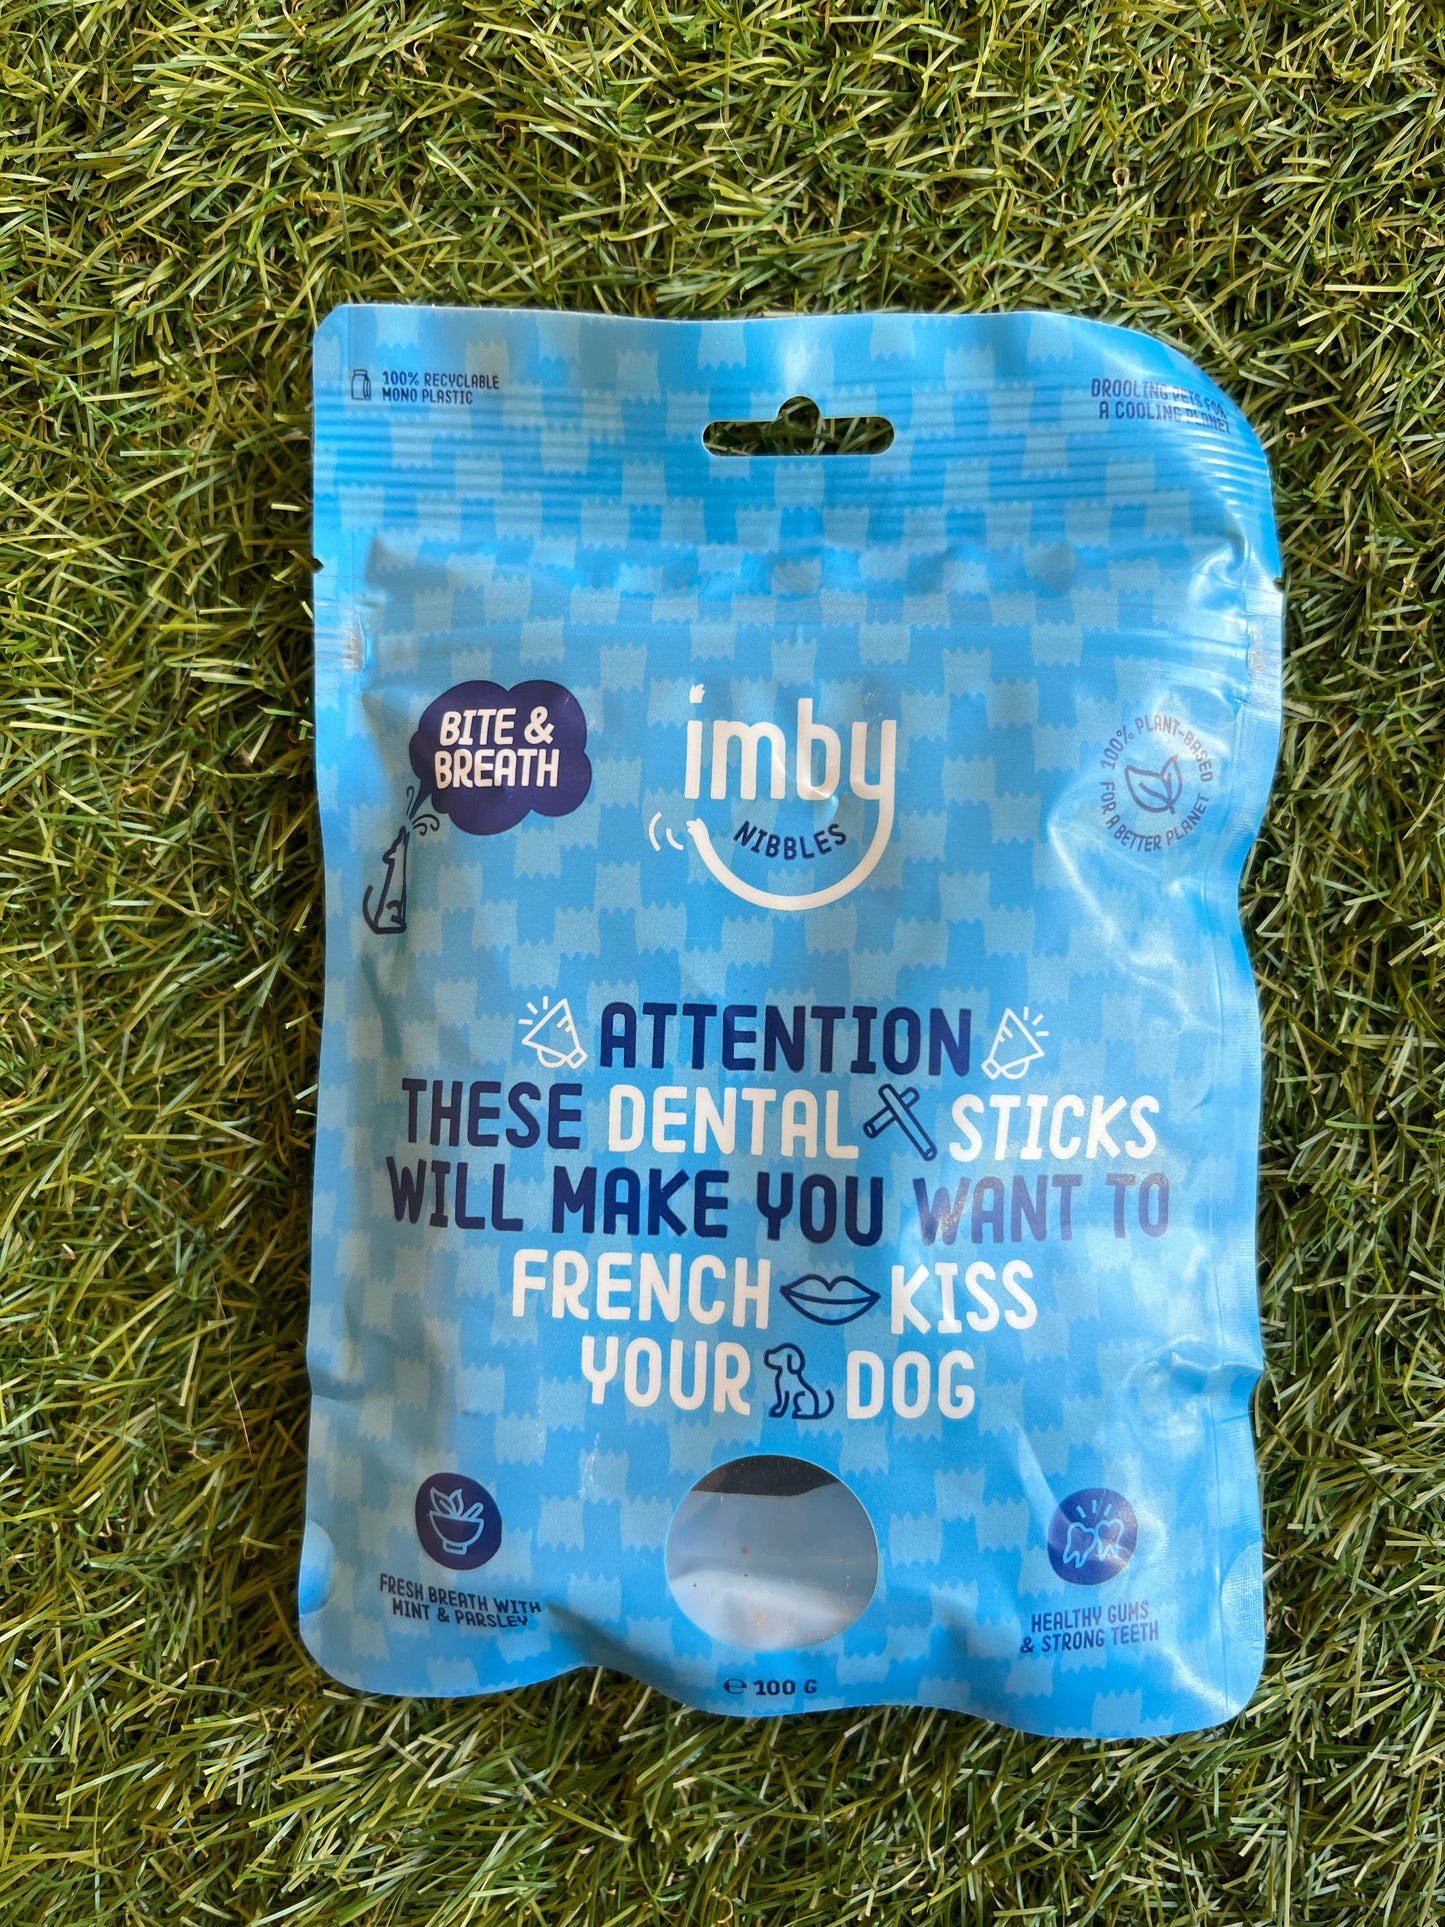 100% RECYCLABLE
MONO PLASTIC
DROOLING PETS FOR
A COOLING PLANET
BITE &
BREATH
imby
NIBBLES
100% PLANT-BASED
FOR A BETTER PLANET
ATTENTION
THESE DENTAL STICKS
WILL MAKE YOU WANT TO
FRENCH KISS
YOUR DOG
FRESH BREATH WITH
MINT & PARSLEY
HEALTHY GUMS
& STRONG TEETH
℮ 100 G